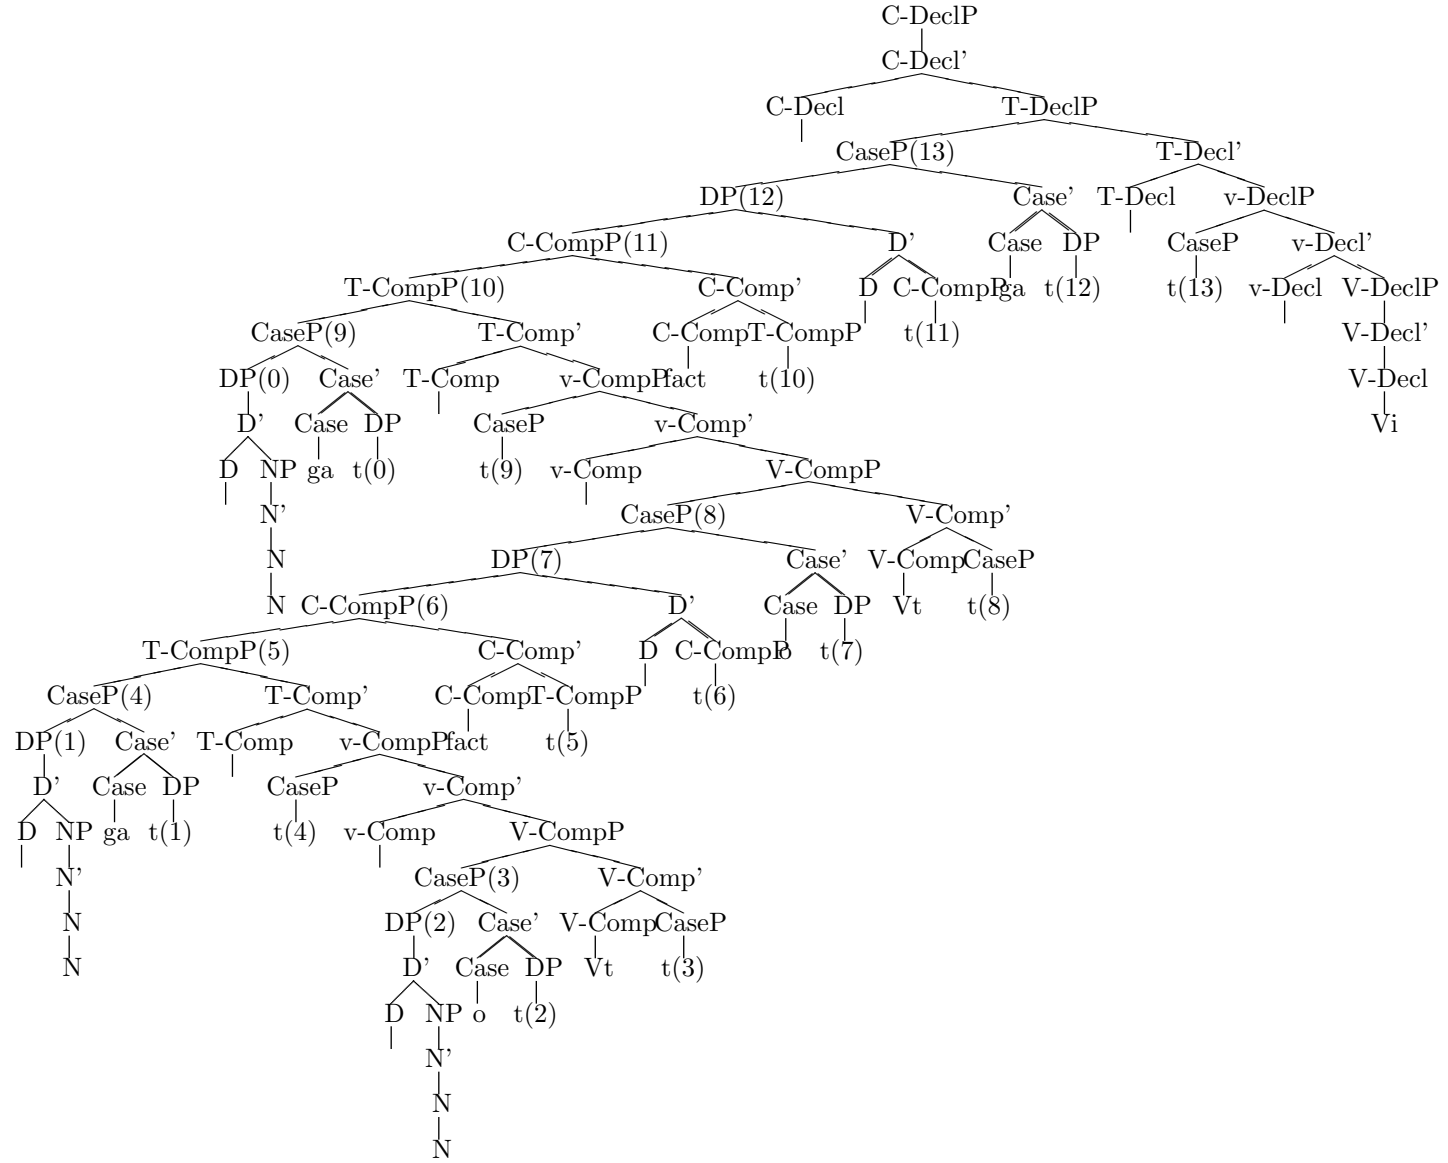 C-DeclP
C-Decl'
C-Decl T-DeclP
CaseP(13) T-Decl'
DP(12) Case' T-Decl v-DeclP
C-CompP(11) D' Case DP CaseP v-Decl'
T-CompP(10) C-Comp' D C-CompP ga t(12) t(13) v-Decl V-DeclP
CaseP(9) T-Comp' C-Comp T-CompP t(11) V-Decl'
DP(0) Case' T-Comp v-CompP fact t(10) V-Decl
D' Case DP CaseP v-Comp' Vi
D NP ga t(0) t(9) v-Comp V-CompP
N' CaseP(8) V-Comp'
N DP(7) Case' V-Comp CaseP
N C-CompP(6) D' Case DP Vt t(8)
T-CompP(5) C-Comp' D C-CompP o t(7)
CaseP(4) T-Comp' C-Comp T-CompP t(6)
DP(1) Case' T-Comp v-CompP fact t(5)
D' Case DP CaseP v-Comp'
D NP ga t(1) t(4) v-Comp V-CompP
N' CaseP(3) V-Comp'
N DP(2) Case' V-Comp CaseP
N D' Case DP Vt t(3)
D NP o t(2)
N'
N
N